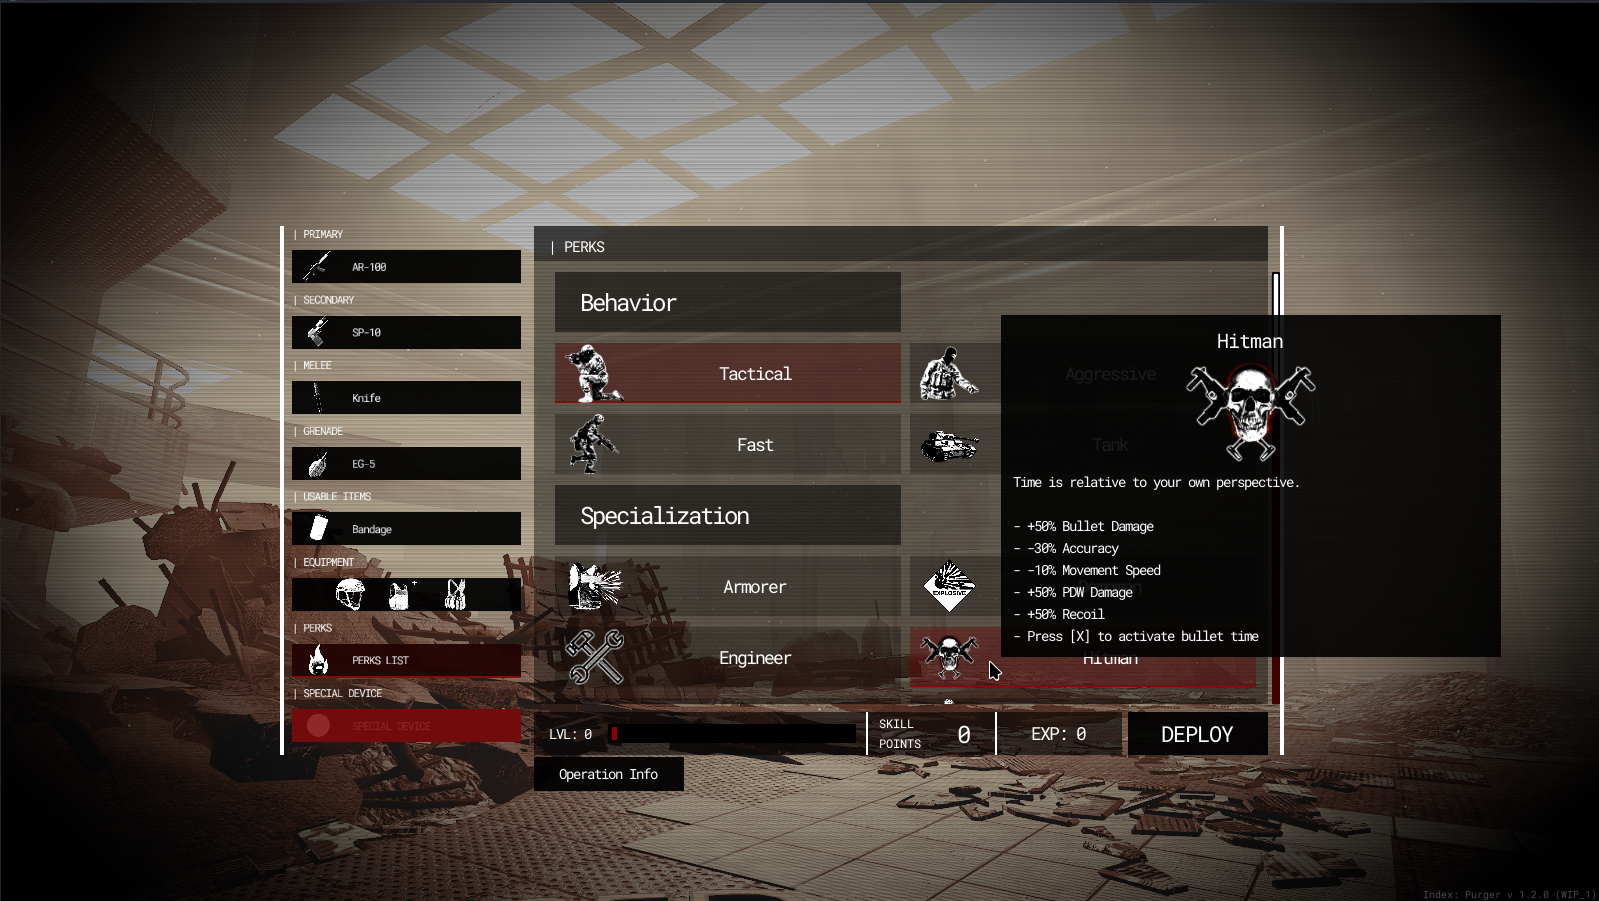 | PRIMARY
AR-100
| SECONDARY
SP-10
| MELEE
Knife
| GRENADE
EG-5
| USABLE ITEMS
Bandage
| EQUIPMENT
| PERKS
PERKS LIST
| SPECIAL DEVICE
SPECIAL DEVICE
| PERKS
Behavior
Tactical
Aggressive
Fast
Tank
Specialization
Armorer
EXPLOSIVE
Engineer
Hitman
Hitman
Time is relative to your own perspective.
- +50% Bullet Damage
- -30% Accuracy
- -10% Movement Speed
- +50% PDW Damage
- +50% Recoil
- Press [X] to activate bullet time
LVL: 0
SKILL POINTS
0
EXP: 0
DEPLOY
Operation Info
Index: Purger v 1.2.0 (WIP_1)